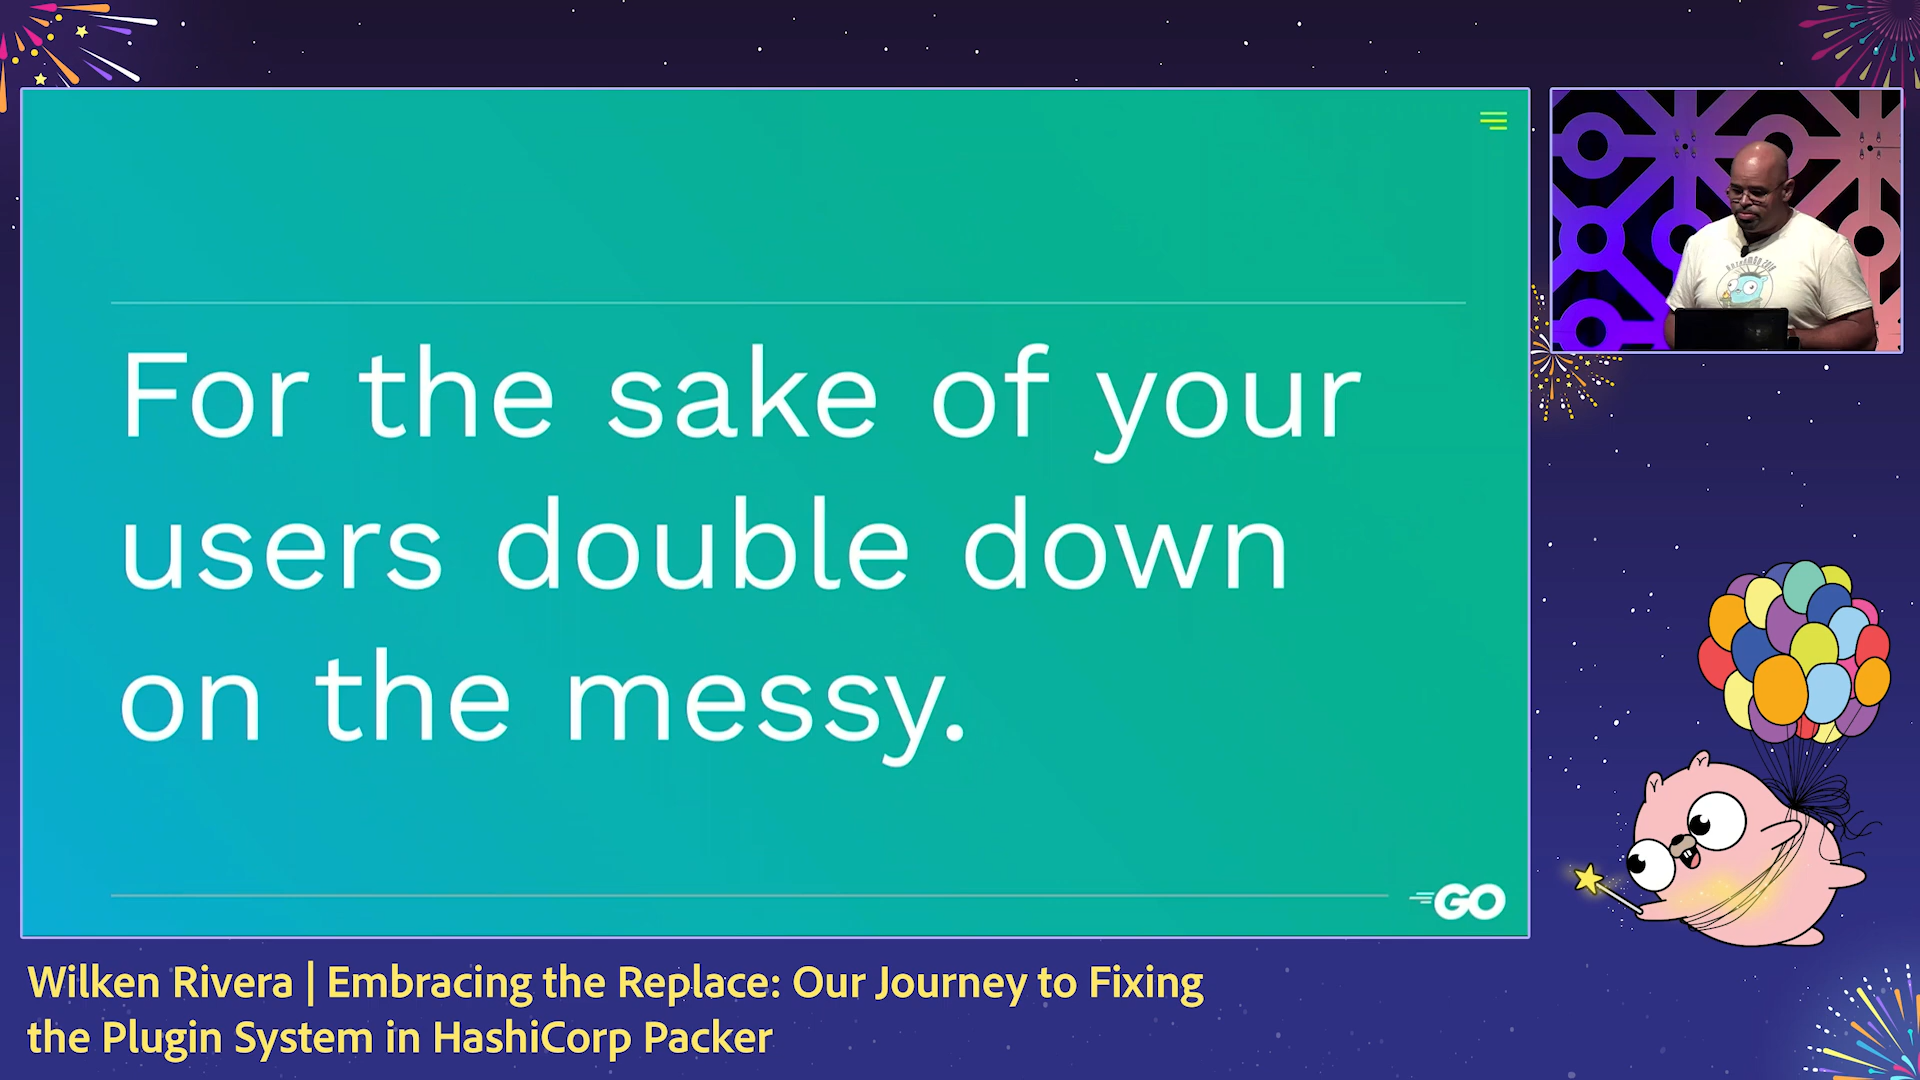 For the sake of your
users double down
on the messy.
GO
Wilken Rivera | Embracing the Replace: Our Journey to Fixing
the Plugin System in HashiCorp Packer